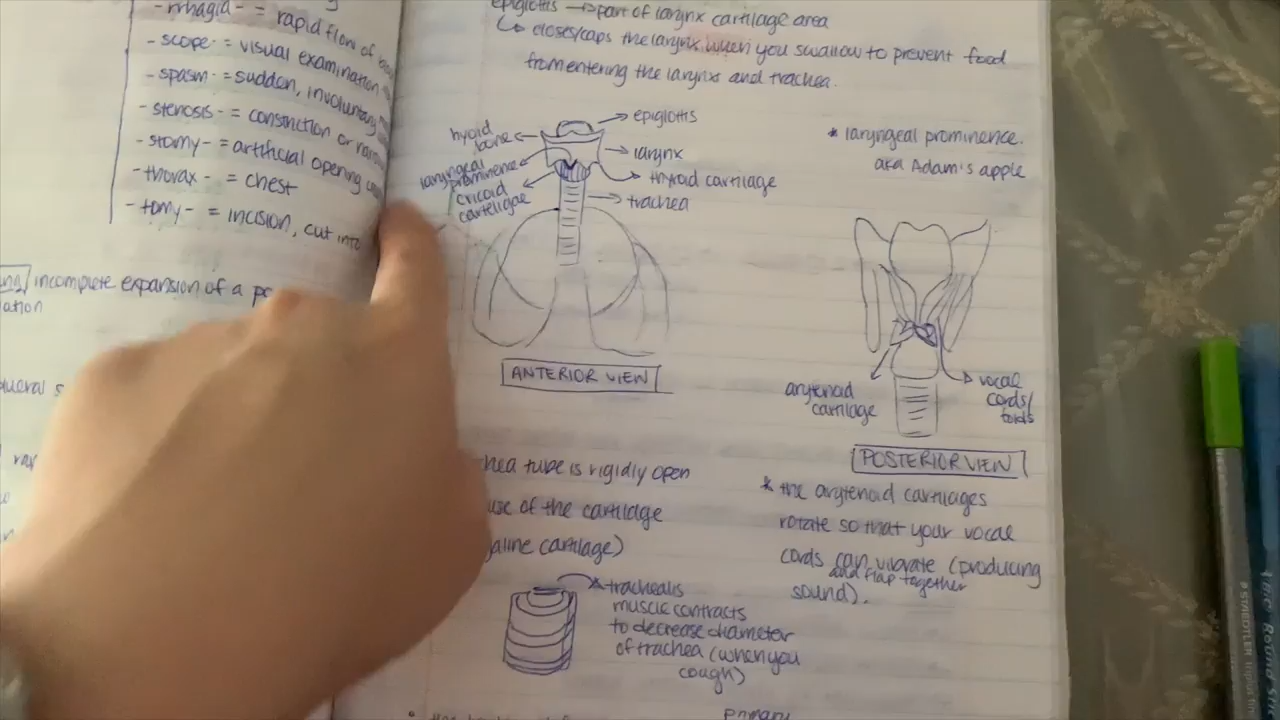 -rrhagia- = rapid flow of
-scope- = visual examination
-spasm- = sudden, involuntary
-stenosis- = constriction or
-stomy- = artificial opening
-thorax- = chest
-tomy- = incision, cut into
incomplete expansion of a
epiglottis → part of larynx cartilage area
↳ closes/caps the larynx when you swallow to prevent food
from entering the larynx and trachea.
epiglottis
hyoid
bone
larynx
laryngeal
prominence
thyroid cartilage
cricoid
carteligae
trachea
ANTERIOR VIEW
* laryngeal prominence.
aka Adam's apple
arytenoid
cartilage
vocal
cords/
folds
POSTERIOR VIEW
tube is rigidly open
of the cartilage
cartilage)
trachealis
muscle contracts
to decrease diameter
of trachea (when you
cough)
* the arytenoid cartilages
rotate so that your vocal
cords can vibrate (producing
and flap together
sound).
primary
STAEDTLER